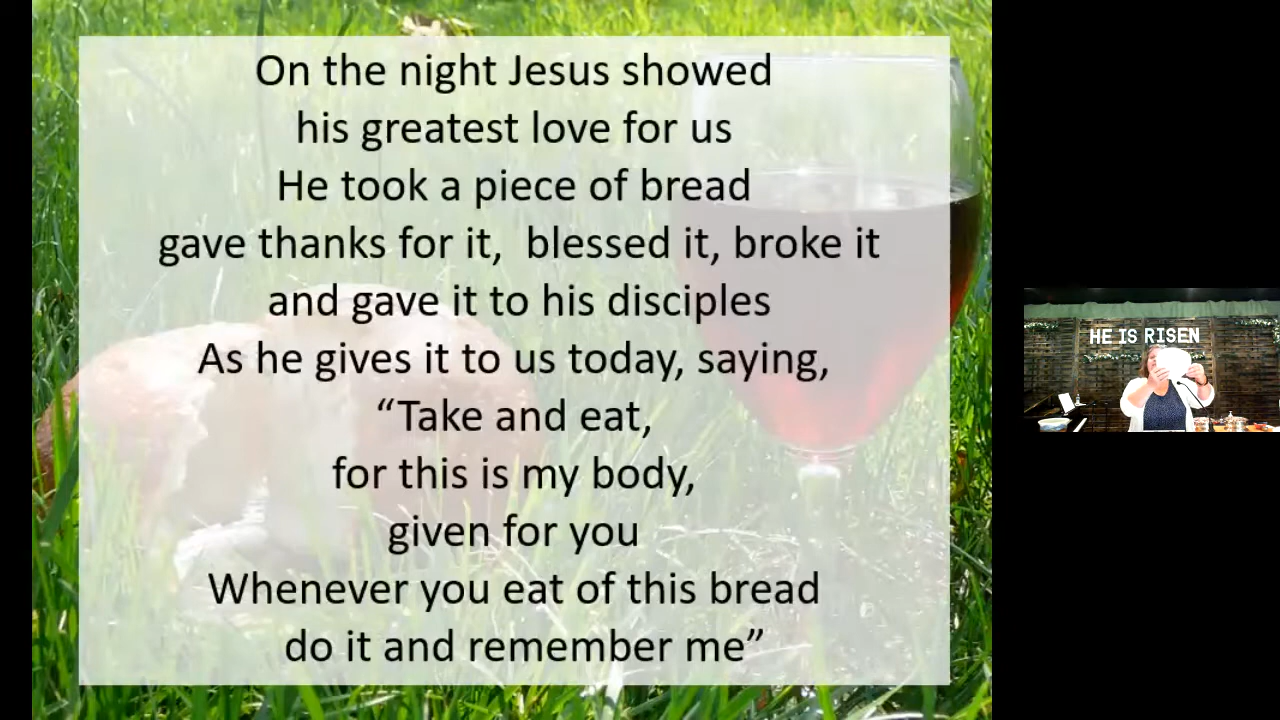 On the night Jesus showed
his greatest love for us
He took a piece of bread
gave thanks for it,  blessed it, broke it
and gave it to his disciples
As he gives it to us today, saying,
“Take and eat,
for this is my body,
given for you
Whenever you eat of this bread
do it and remember me”
HE IS RISEN